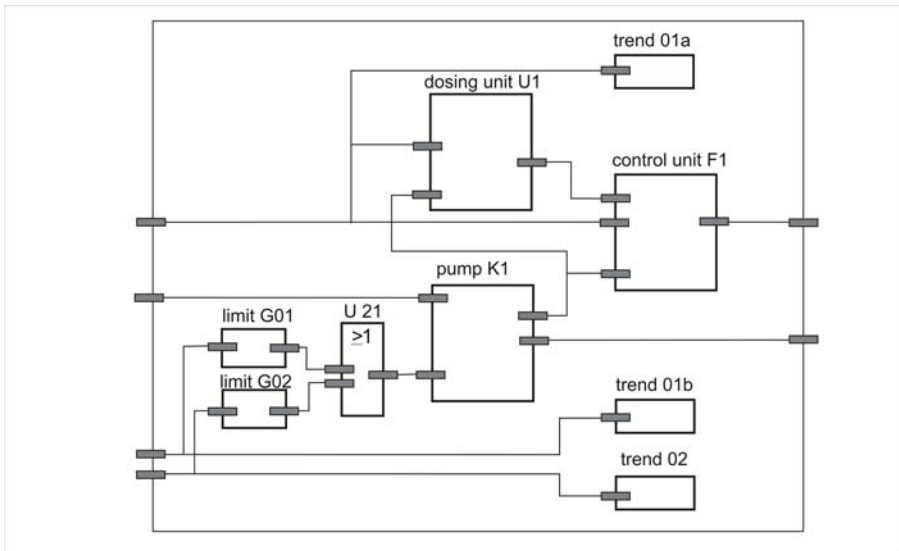 trend 01a
dosing unit U1
control unit F1
pump K1
limit G01
U 21
≥1
limit G02
trend 01b
trend 02